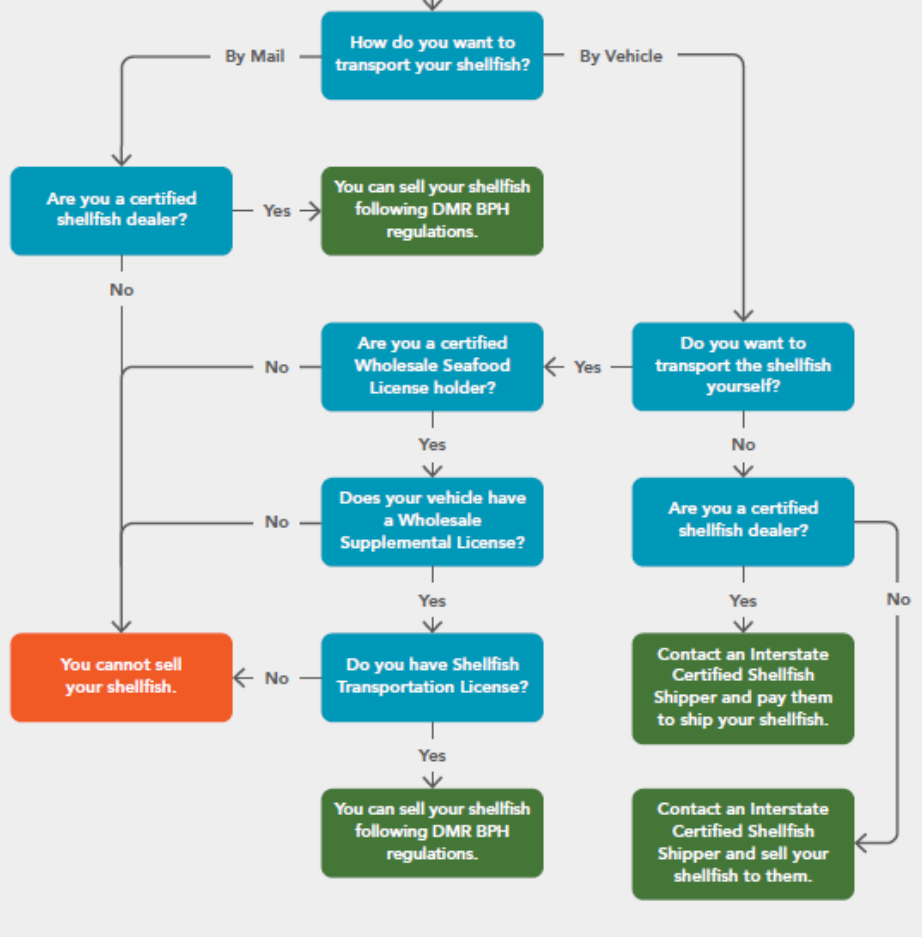 How do you want to
transport your shellfish?
By Mail
By Vehicle
Are you a certified
shellfish dealer?
Yes
You can sell your shellfish
following DMR BPH
regulations.
No
Are you a certified
Wholesale Seafood
License holder?
No
Yes
Do you want to
transport the shellfish
yourself?
Yes
No
Does your vehicle have
a Wholesale
Supplemental License?
No
Yes
Are you a certified
shellfish dealer?
Yes
No
You cannot sell
your shellfish.
No
Do you have Shellfish
Transportation License?
Yes
Contact an Interstate
Certified Shellfish
Shipper and pay them
to ship your shellfish.
You can sell your shellfish
following DMR BPH
regulations.
Contact an Interstate
Certified Shellfish
Shipper and sell your
shellfish to them.